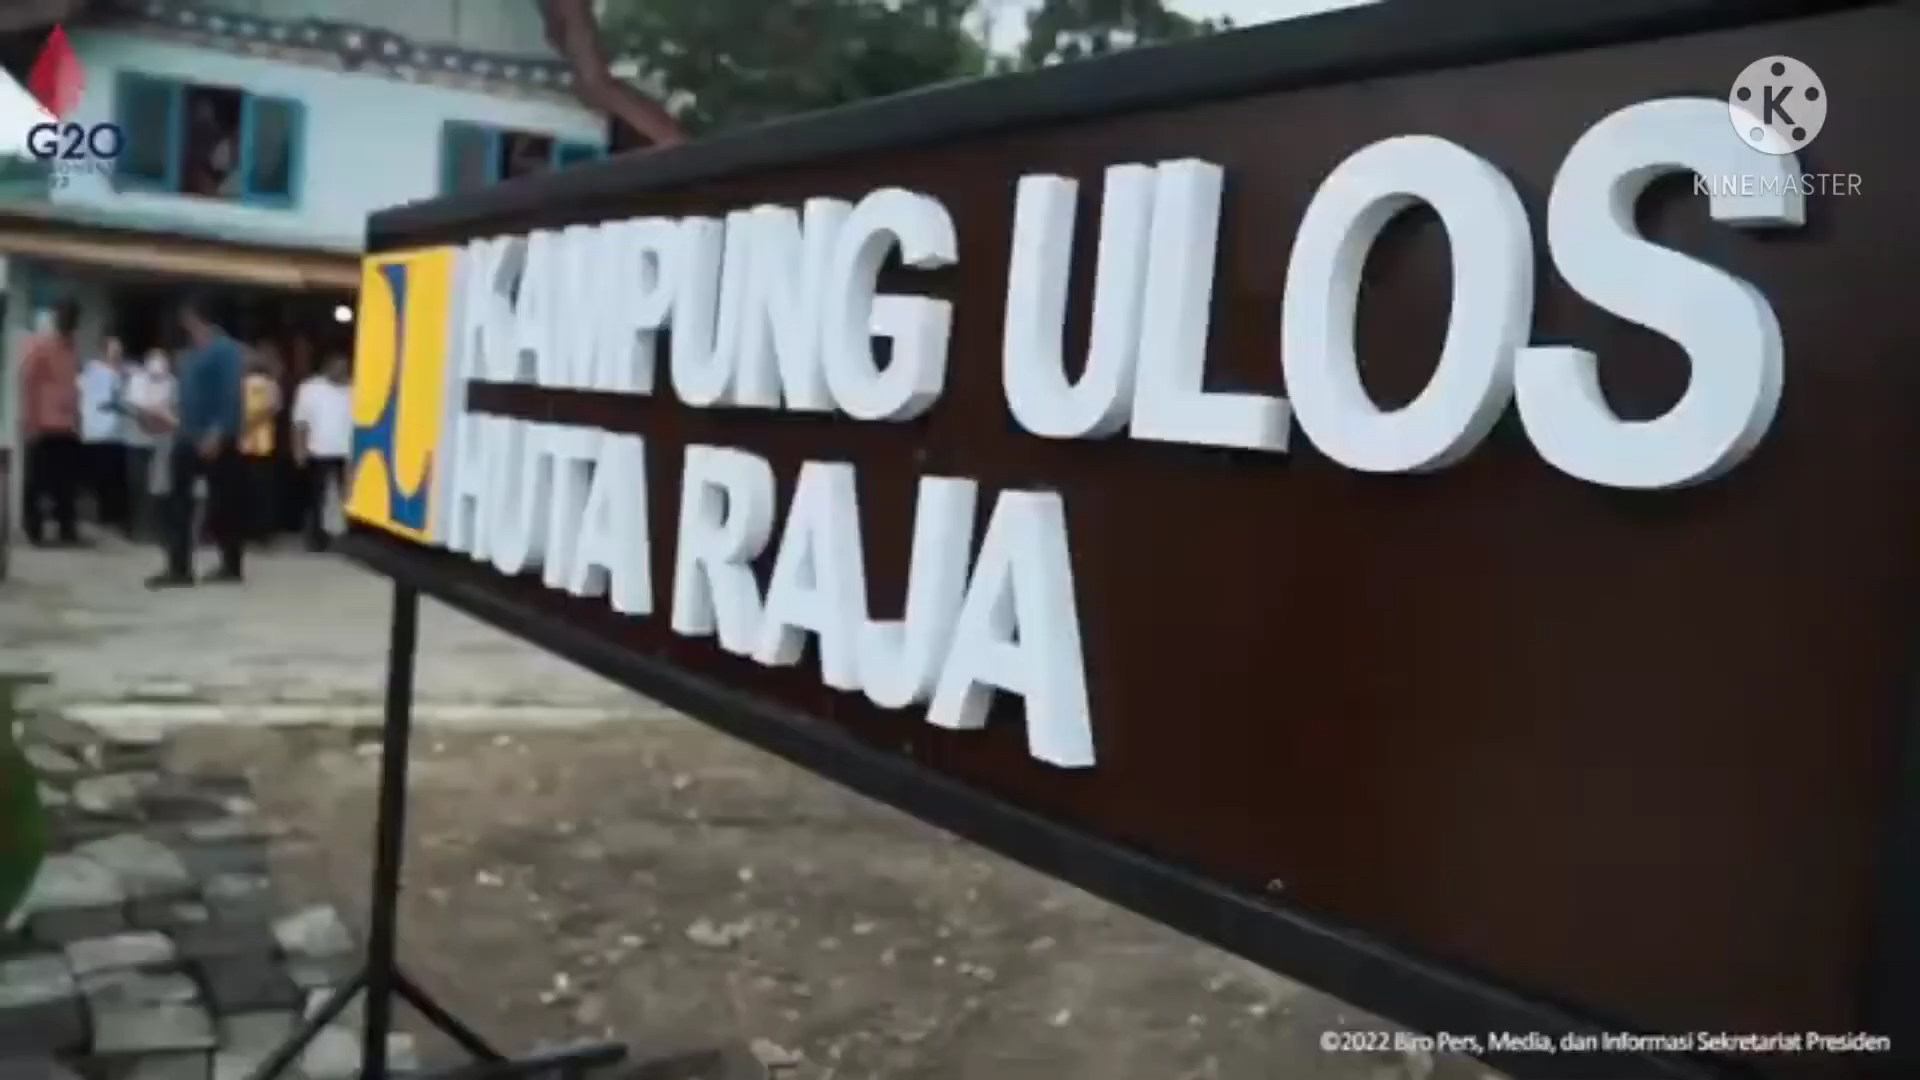 G20
K
KINEMASTER
KAMPUNG ULOS
HUTA RAJA
©2022 Biro Pers, Media, dan Informasi Sekretariat Presiden